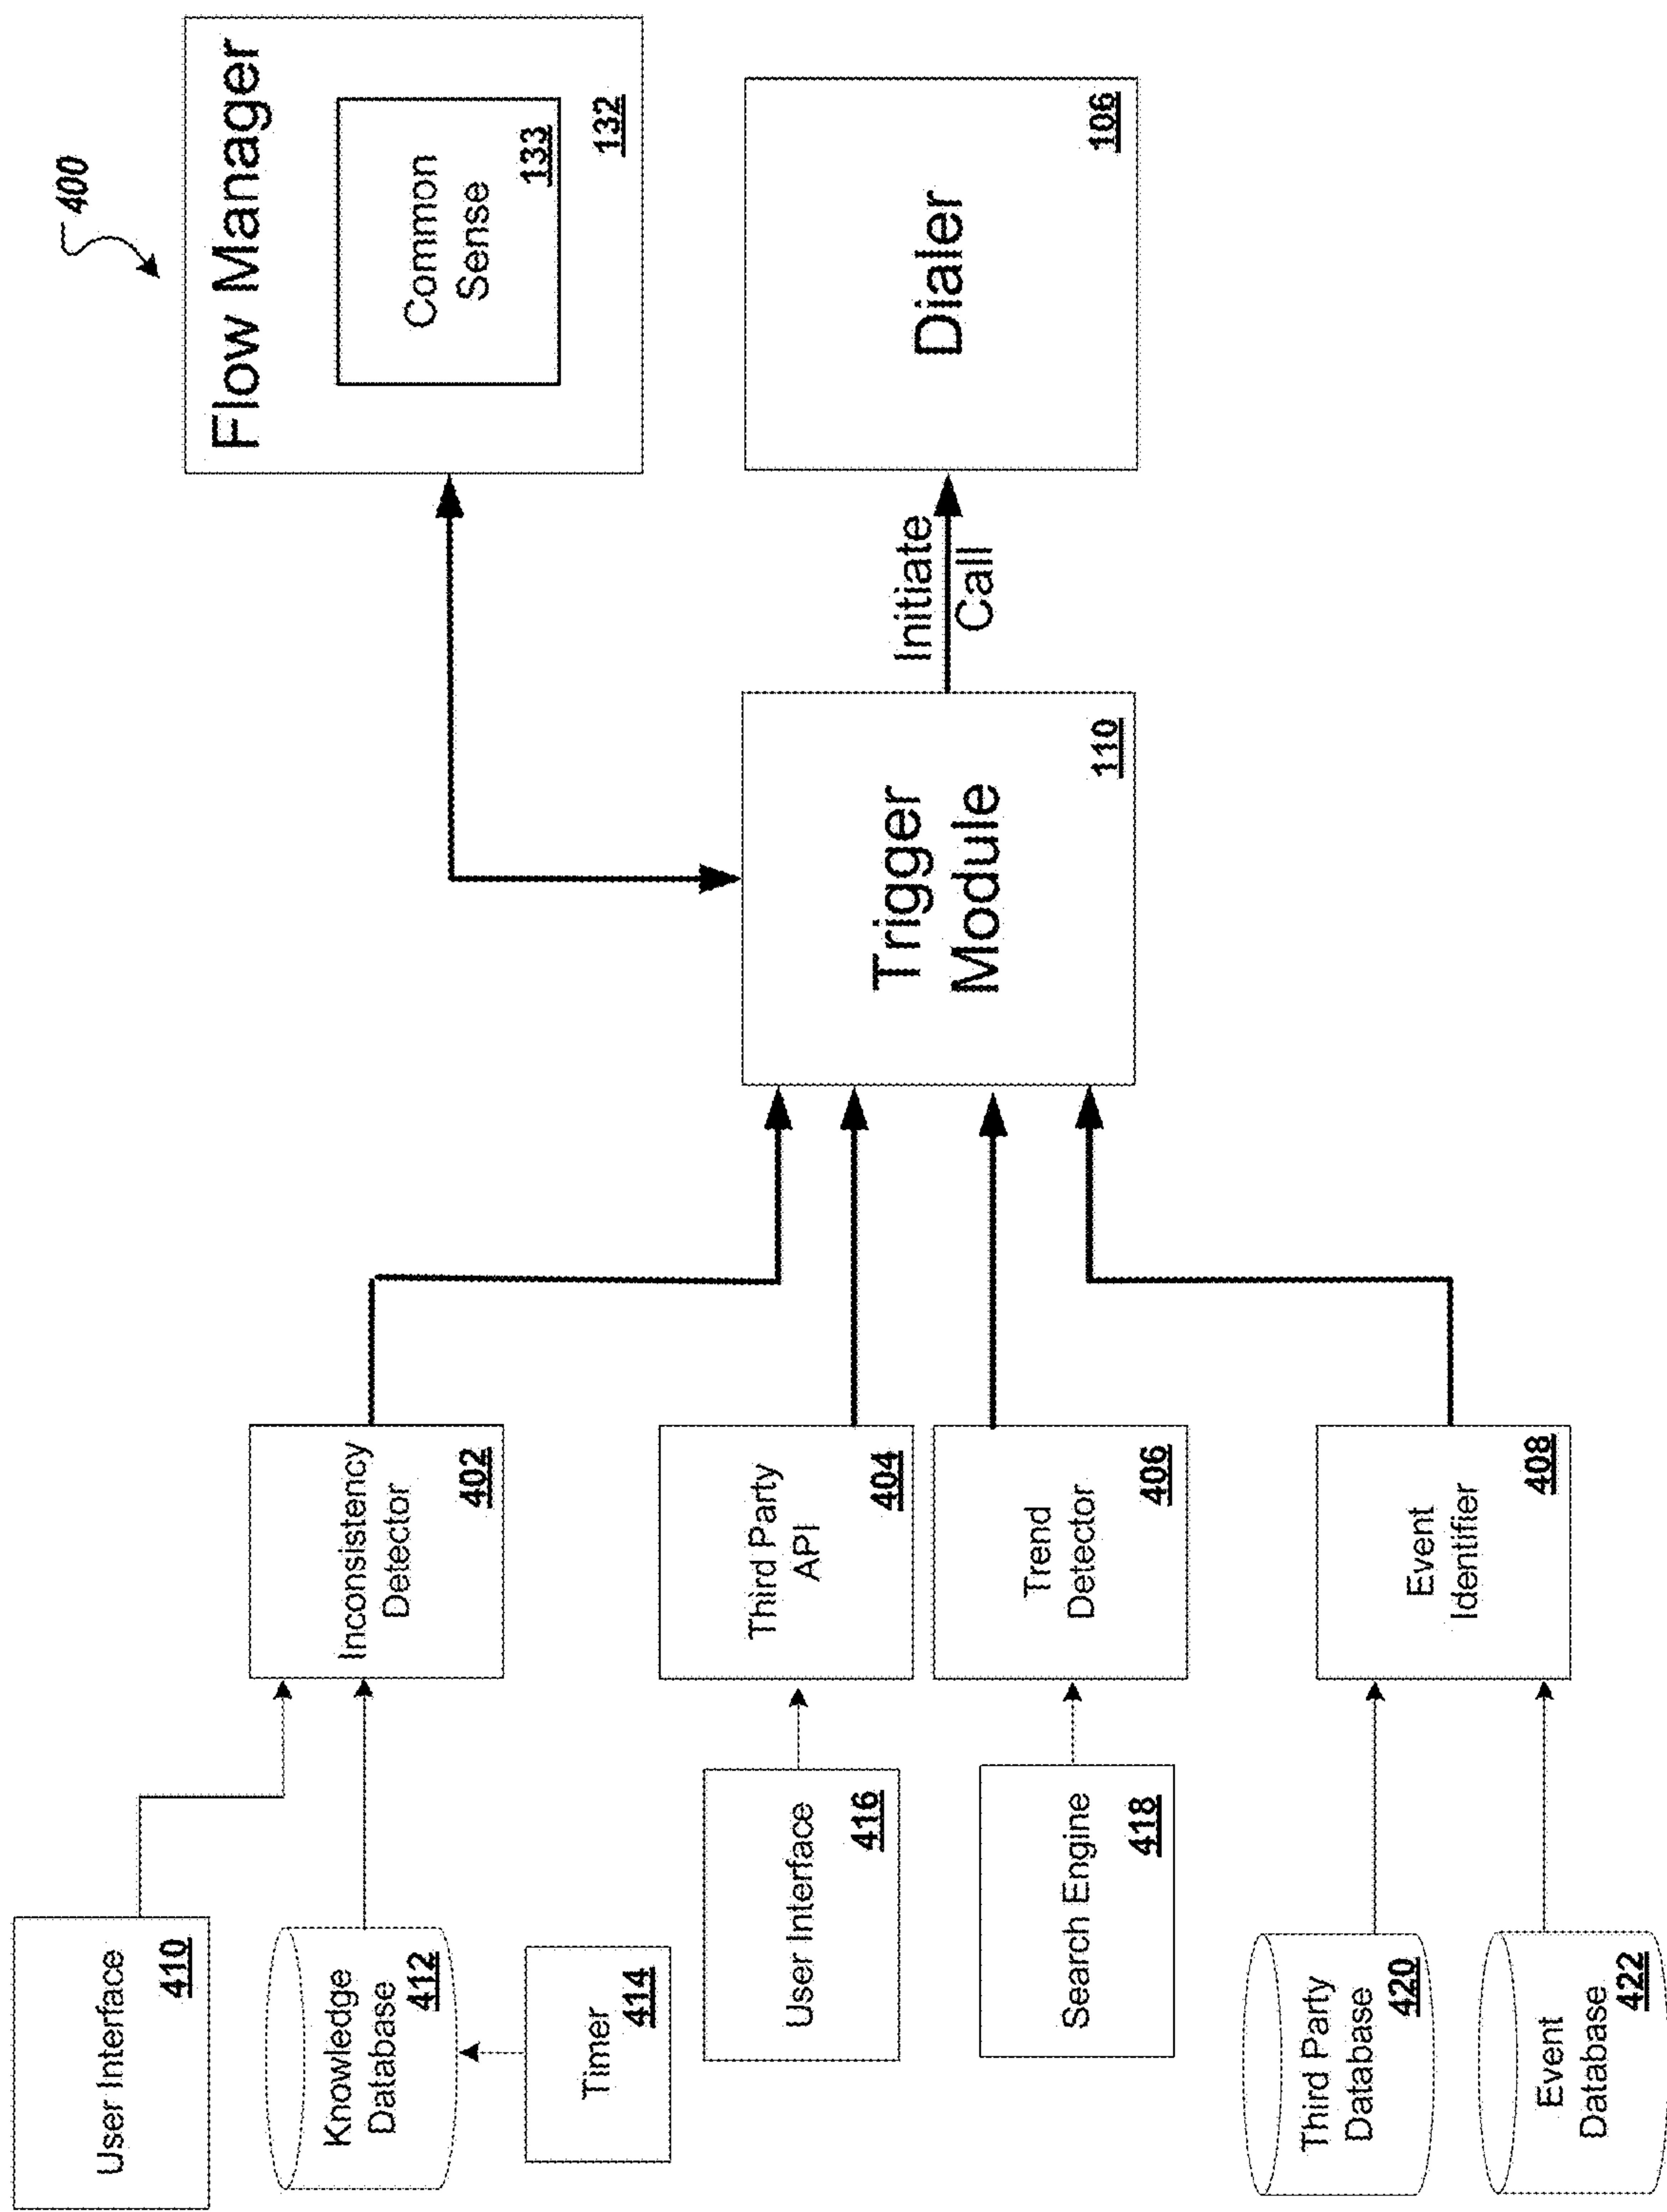 400
User Interface
410
Knowledge
Database
412
Timer
414
User Interface
416
Search Engine
418
Third Party
Database
420
Event
Database
422
Inconsistency
Detector
402
Third Party
API
404
Trend
Detector
406
Event
Identifier
408
Trigger
Module
110
Initiate
Call
Flow Manager
Common
Sense
133
132
Dialer
106